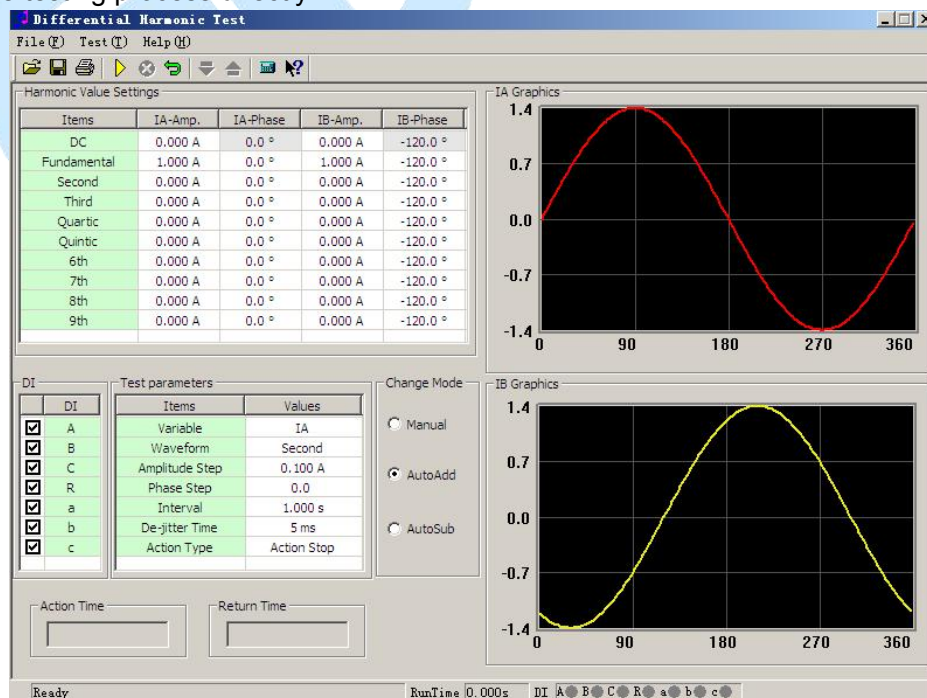 Differential Harmonic Test
File(F) Test(T) Help(H)
Harmonic Value Settings
Items IA-Amp. IA-Phase IB-Amp. IB-Phase
DC 0.000 A 0.0 ° 0.000 A -120.0 °
Fundamental 1.000 A 0.0 ° 1.000 A -120.0 °
Second 0.000 A 0.0 ° 0.000 A -120.0 °
Third 0.000 A 0.0 ° 0.000 A -120.0 °
Quartic 0.000 A 0.0 ° 0.000 A -120.0 °
Quintic 0.000 A 0.0 ° 0.000 A -120.0 °
6th 0.000 A 0.0 ° 0.000 A -120.0 °
7th 0.000 A 0.0 ° 0.000 A -120.0 °
8th 0.000 A 0.0 ° 0.000 A -120.0 °
9th 0.000 A 0.0 ° 0.000 A -120.0 °
IA Graphics
1.4
0.7
0.0
-0.7
-1.4
0 90 180 270 360
DI
DI
A
B
C
R
a
b
c
Test parameters
Items Values
Variable IA
Waveform Second
Amplitude Step 0.100 A
Phase Step 0.0
Interval 1.000 s
De-jitter Time 5 ms
Action Type Action Stop
Change Mode
Manual
AutoAdd
AutoSub
IB Graphics
1.4
0.7
0.0
-0.7
-1.4
0 90 180 270 360
Action Time
Return Time
Ready RunTime 0.000s DI A B C R a b c